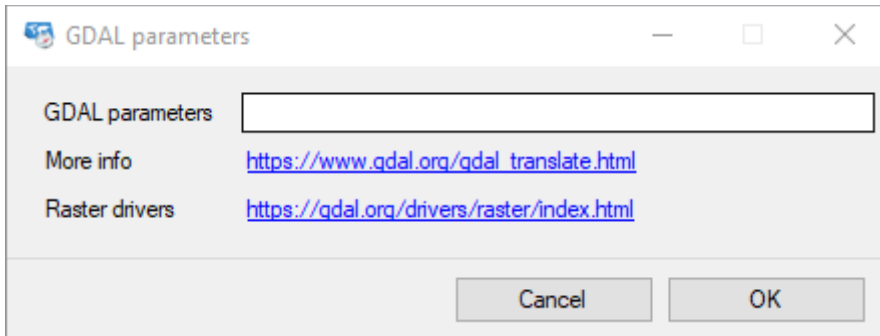 GDAL parameters
GDAL parameters
More info https://www.gdal.org/gdal_translate.html
Raster drivers https://gdal.org/drivers/raster/index.html
Cancel OK